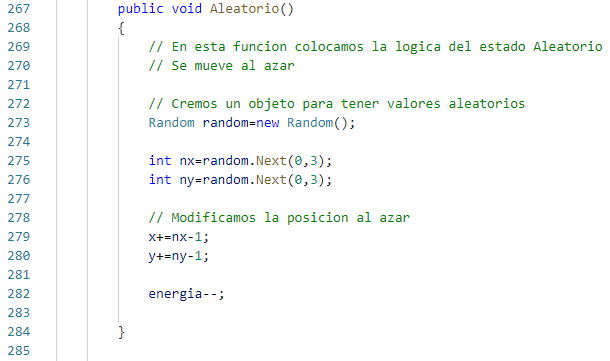 267 public void Aleatorio()
268 {
269 // En esta funcion colocamos la logica del estado Aleatorio
270 // Se mueve al azar
271
272 // Cremos un objeto para tener valores aleatorios
273 Random random=new Random();
274
275 int nx=random.Next(0,3);
276 int ny=random.Next(0,3);
277
278 // Modificamos la posicion al azar
279 x+=nx-1;
280 y+=ny-1;
281
282 energia--;
283
284 }
285